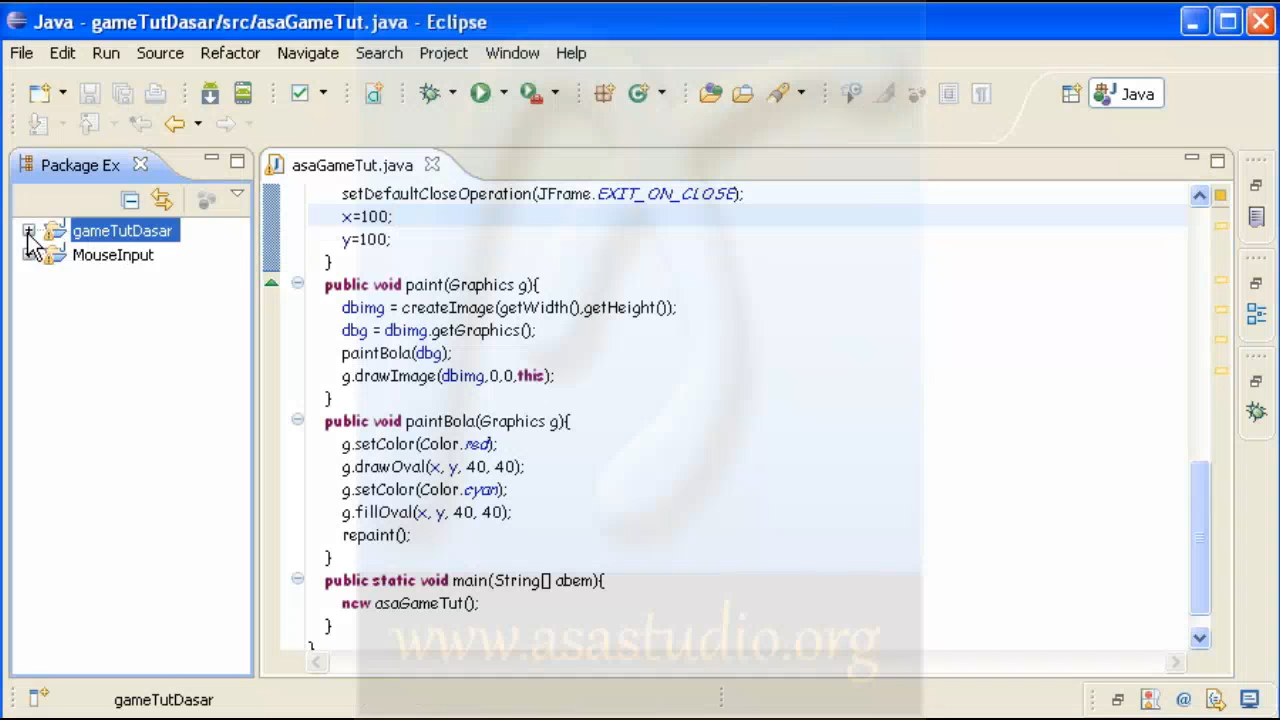 Java - gameTutDasar/src/asaGameTut.java - Eclipse
File Edit Run Source Refactor Navigate Search Project Window Help
Java
Package Ex
asaGameTut.java
gameTutDasar
MouseInput
setDefaultCloseOperation(JFrame.EXIT_ON_CLOSE);
x=100;
y=100;
}
public void paint(Graphics g){
dbimg = createImage(getWidth(),getHeight());
dbg = dbimg.getGraphics();
paintBola(dbg);
g.drawImage(dbimg,0,0,this);
}
public void paintBola(Graphics g){
g.setColor(Color.red);
g.drawOval(x, y, 40, 40);
g.setColor(Color.cyan);
g.fillOval(x, y, 40, 40);
repaint();
}
public static void main(String[] abem){
new asaGameTut();
}
}
www.asastudio.org
gameTutDasar